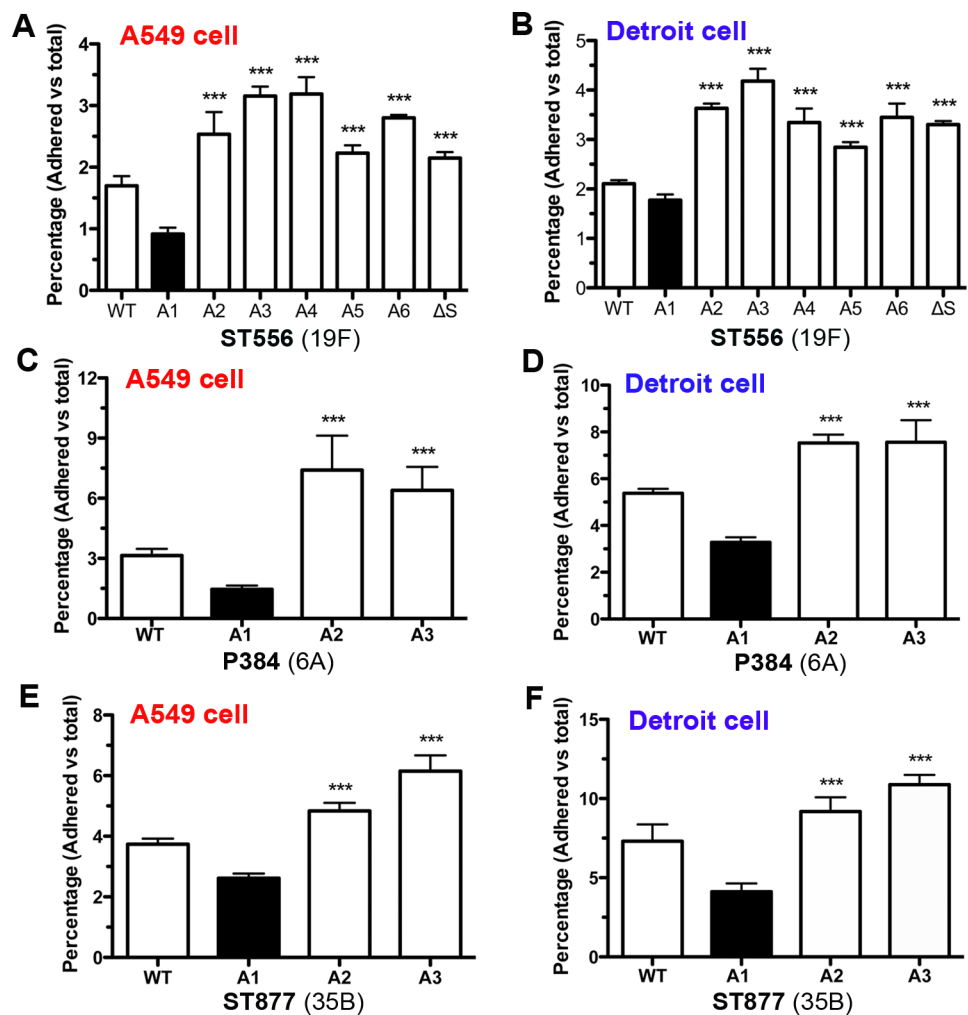 A
A549 cell
Percentage (Adhered vs total)
4
3
2
1
0
***
***
***
***
***
***
WT A1 A2 A3 A4 A5 A6 ΔS
ST556 (19F)
B
Detroit cell
Percentage (Adhered vs total)
5
4
3
2
1
0
***
***
***
***
***
***
WT A1 A2 A3 A4 A5 A6 ΔS
ST556 (19F)
C
A549 cell
Percentage (Adhered vs total)
12
9
6
3
0
***
***
WT A1 A2 A3
P384 (6A)
D
Detroit cell
Percentage (Adhered vs total)
10
8
6
4
2
0
***
***
WT A1 A2 A3
P384 (6A)
E
A549 cell
Percentage (Adhered vs total)
8
6
4
2
0
***
***
WT A1 A2 A3
ST877 (35B)
F
Detroit cell
Percentage (Adhered vs total)
15
10
5
0
***
***
WT A1 A2 A3
ST877 (35B)